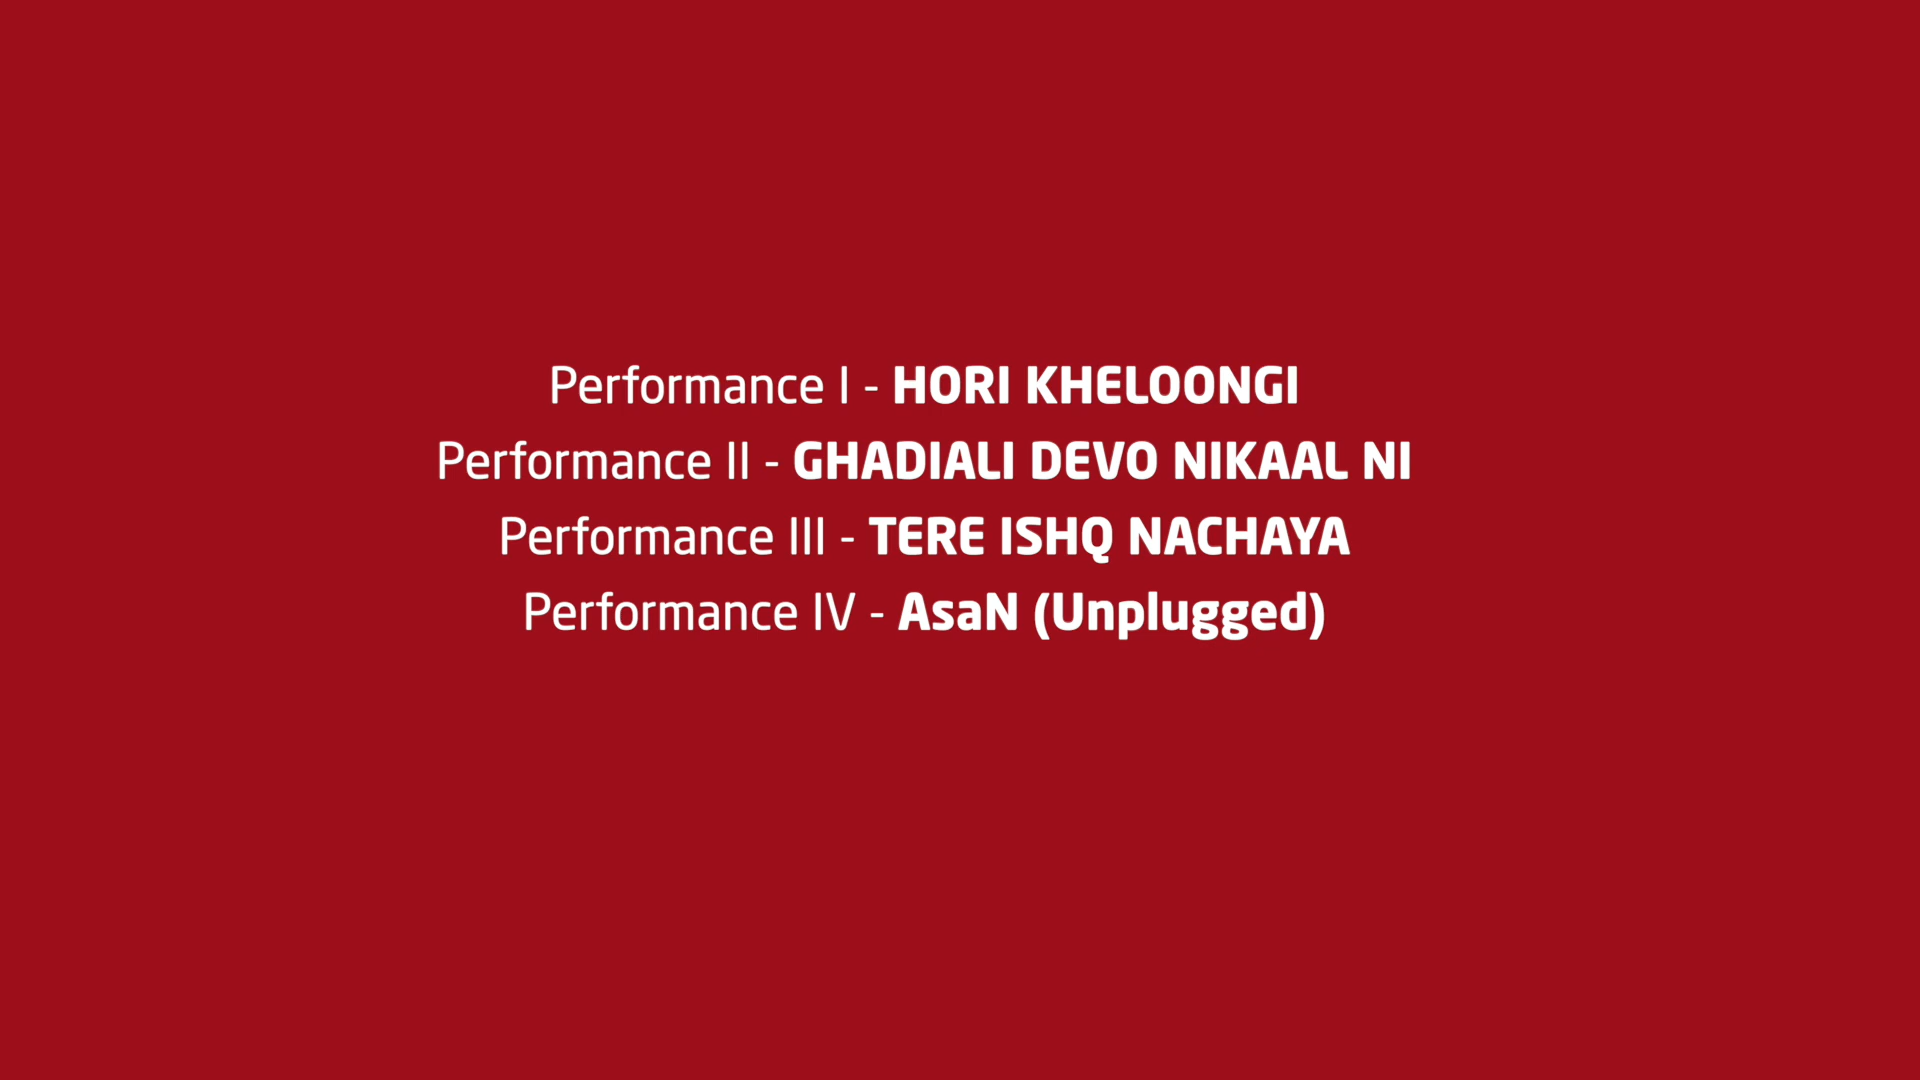 Performance I - HORI KHELOONGI
Performance II - GHADIALI DEVO NIKAAL NI
Performance III - TERE ISHQ NACHAYA
Performance IV - AsaN (Unplugged)